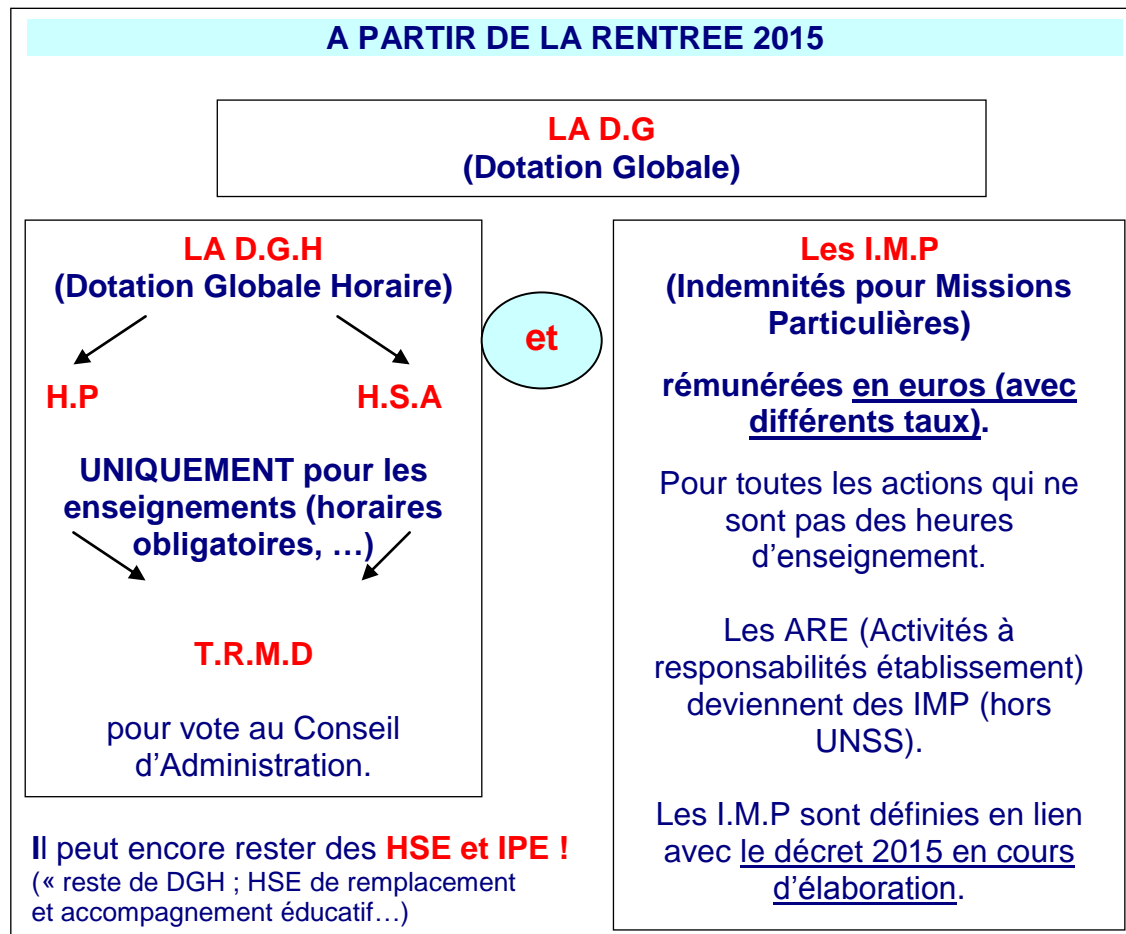 A PARTIR DE LA RENTREE 2015
LA D.G
(Dotation Globale)
LA D.G.H
(Dotation Globale Horaire)
H.P H.S.A
UNIQUEMENT pour les
enseignements (horaires
obligatoires, …)
T.R.M.D
pour vote au Conseil
d’Administration.
Il peut encore rester des HSE et IPE !
(« reste de DGH ; HSE de remplacement
et accompagnement éducatif…)
et
Les I.M.P
(Indemnités pour Missions
Particulières)
rémunérées en euros (avec
différents taux).
Pour toutes les actions qui ne
sont pas des heures
d’enseignement.
Les ARE (Activités à
responsabilités établissement)
deviennent des IMP (hors
UNSS).
Les I.M.P sont définies en lien
avec le décret 2015 en cours
d’élaboration.